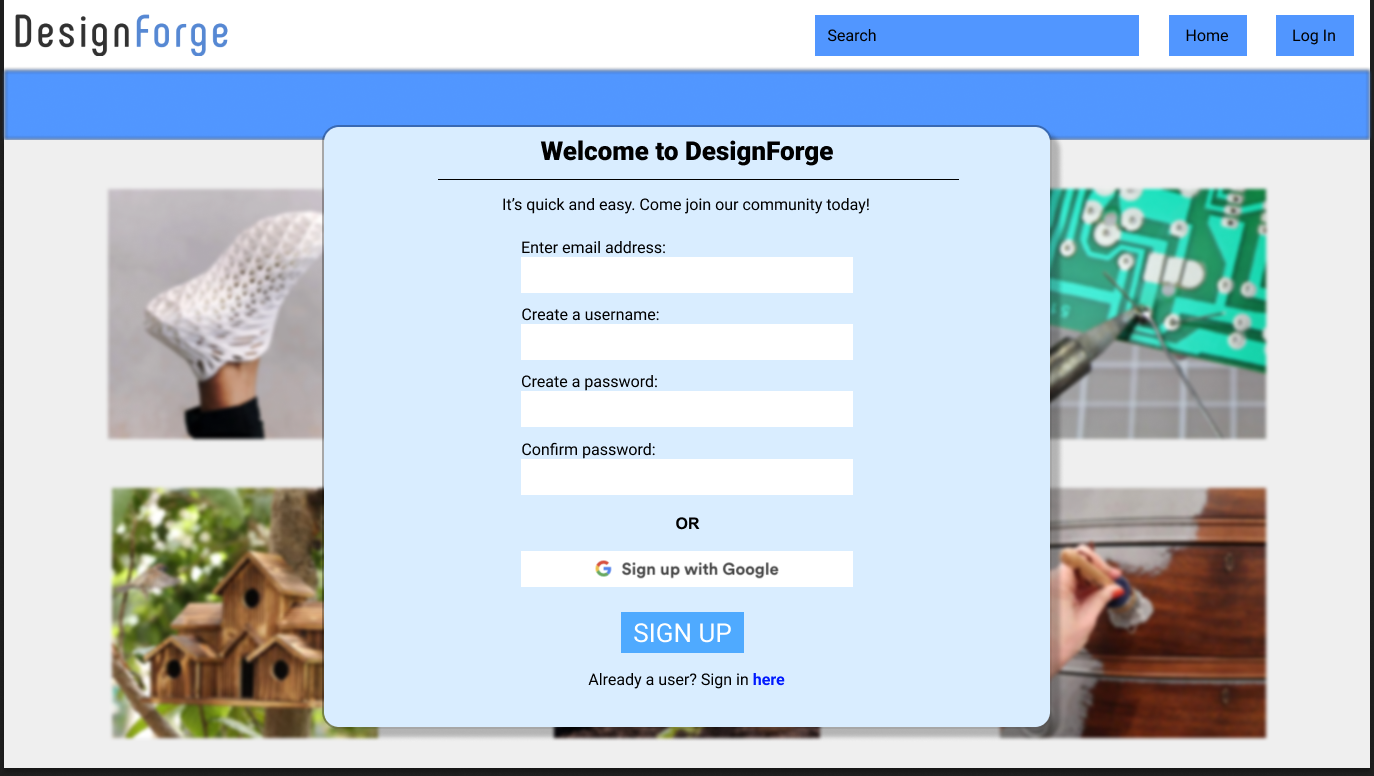 DesignForge
Search
Home
Log In
Welcome to DesignForge
It’s quick and easy. Come join our community today!
Enter email address:
Create a username:
Create a password:
Confirm password:
OR
Sign up with Google
SIGN UP
Already a user? Sign in here